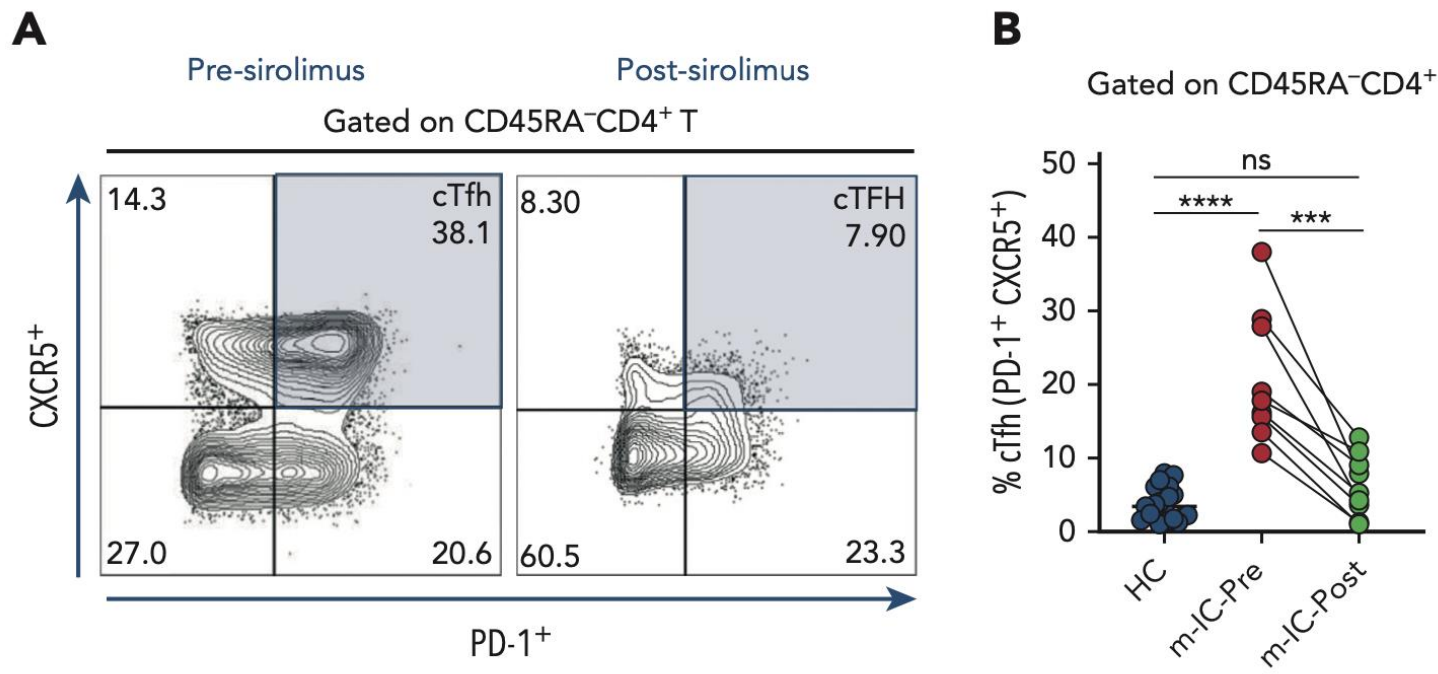 A
Pre-sirolimus
Post-sirolimus
Gated on CD45RA⁻CD4⁺ T
14.3
cTfh
38.1
8.30
cTFH
7.90
CXCR5⁺
27.0
20.6
60.5
23.3
PD-1⁺
B
Gated on CD45RA⁻CD4⁺
ns
****
***
% cTfh (PD-1⁺ CXCR5⁺)
50
40
30
20
10
0
HC
m-IC-Pre
m-IC-Post